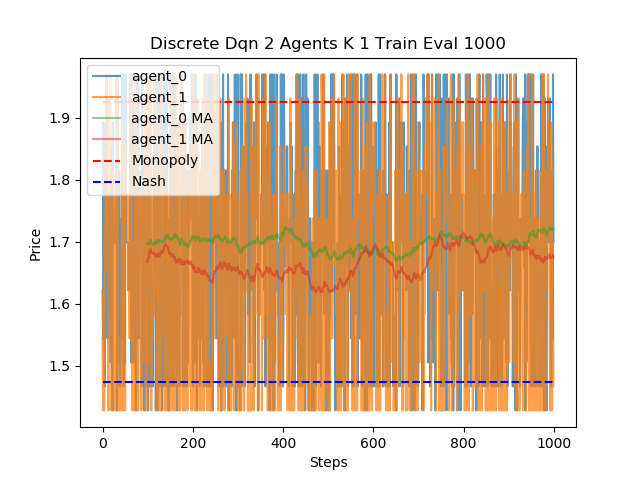 Discrete Dqn 2 Agents K 1 Train Eval 1000
agent_0
agent_1
agent_0 MA
agent_1 MA
Monopoly
Nash
1.9
1.8
1.7
1.6
1.5
Price
0 200 400 600 800 1000
Steps